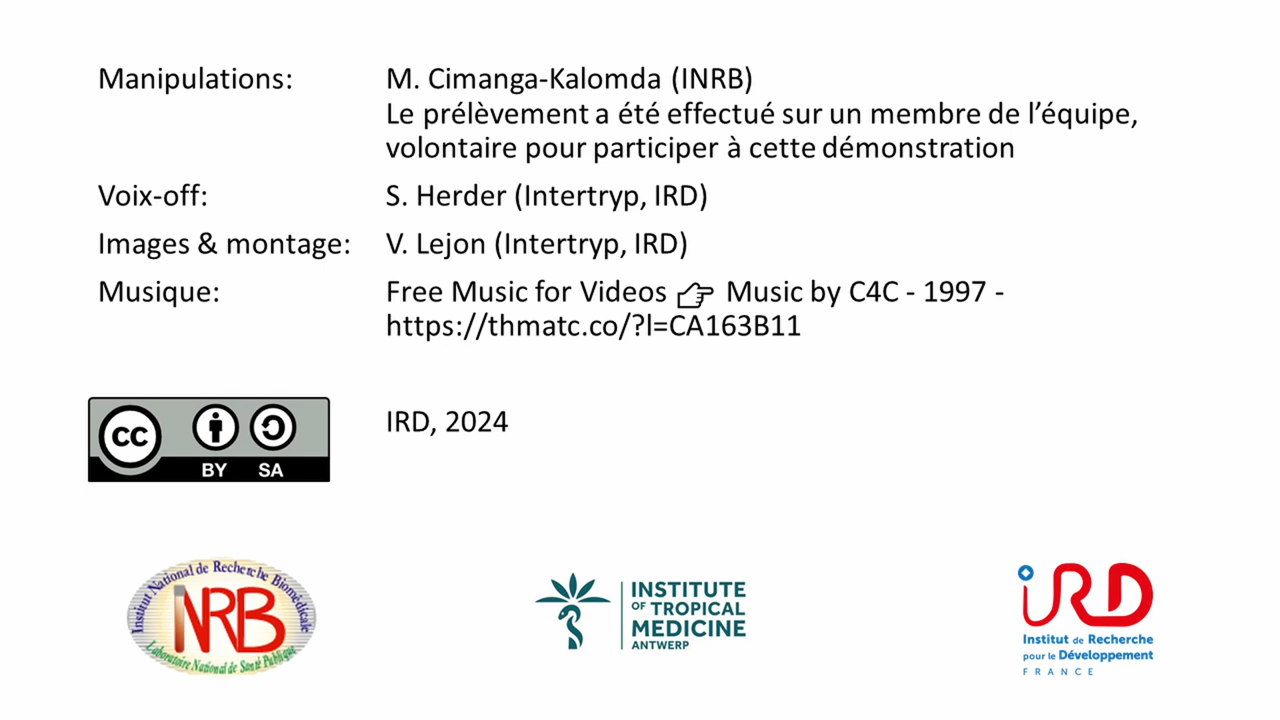 Manipulations: M. Cimanga-Kalomda (INRB)
Le prélèvement a été effectué sur un membre de l’équipe,
volontaire pour participer à cette démonstration
Voix-off: S. Herder (Intertryp, IRD)
Images & montage: V. Lejon (Intertryp, IRD)
Musique: Free Music for Videos 👉 Music by C4C - 1997 -
https://thmatc.co/?l=CA163B11
IRD, 2024
cc
BY SA
Institut National de Recherche Biomédicale
INRB
Laboratoire National de Santé Publique
INSTITUTE
OF TROPICAL
MEDICINE
ANTWERP
IRD
Institut de Recherche
pour le Développement
FRANCE